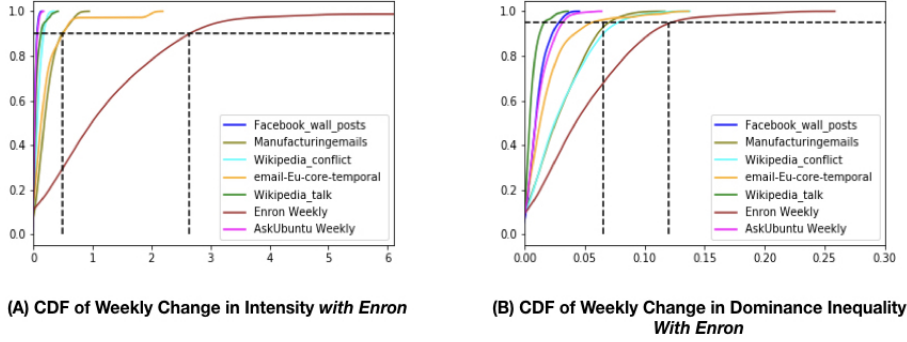 1.0
0.8
0.6
0.4
0.2
0.0
0 1 2 3 4 5 6
Facebook_wall_posts
Manufacturingemails
Wikipedia_conflict
email-Eu-core-temporal
Wikipedia_talk
Enron Weekly
AskUbuntu Weekly
(A) CDF of Weekly Change in Intensity with Enron
1.0
0.8
0.6
0.4
0.2
0.0
0.00 0.05 0.10 0.15 0.20 0.25 0.30
Facebook_wall_posts
Manufacturingemails
Wikipedia_conflict
email-Eu-core-temporal
Wikipedia_talk
Enron Weekly
AskUbuntu Weekly
(B) CDF of Weekly Change in Dominance Inequality
With Enron